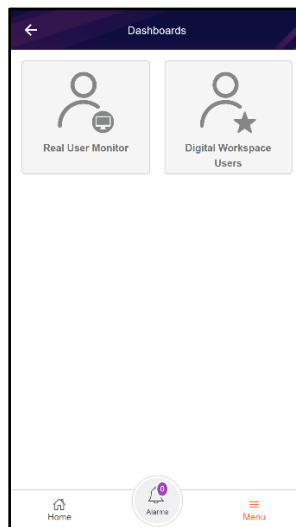 Dashboards
Real User Monitor
Digital Workspace
Users
0
Home
Alarms
Menu